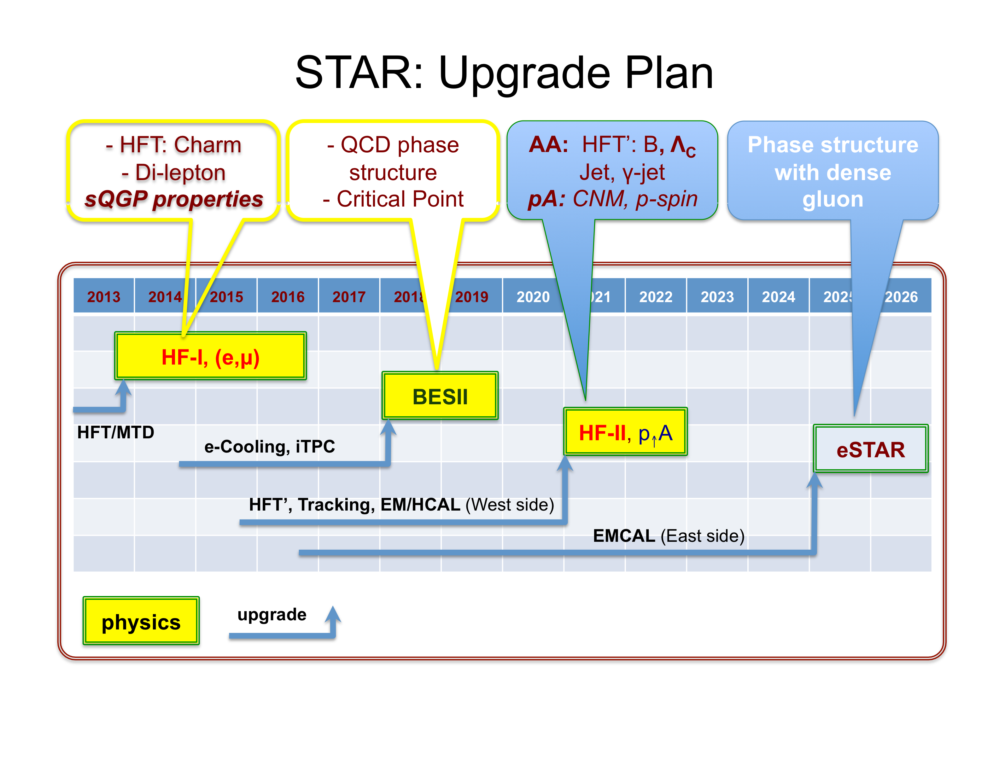 STAR: Upgrade Plan
- HFT: Charm
- Di-lepton
sQGP properties
- QCD phase
structure
- Critical Point
AA: HFT’: B, ΛC
Jet, γ-jet
pA: CNM, p-spin
Phase structure
with dense
gluon
2013 2014 2015 2016 2017 2018 2019 2020 2021 2022 2023 2024 2025 2026
HF-I, (e,μ)
BESII
HF-II, p↑A
eSTAR
HFT/MTD
e-Cooling, iTPC
HFT’, Tracking, EM/HCAL (West side)
EMCAL (East side)
physics
upgrade